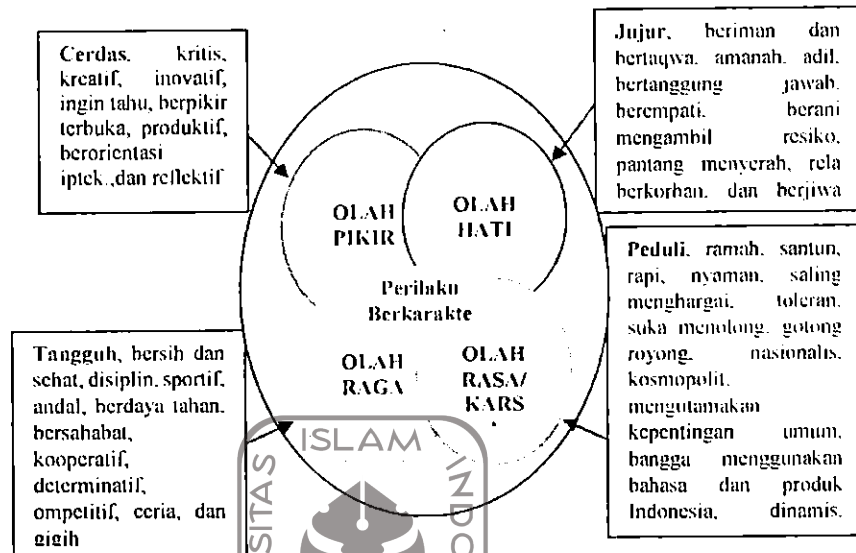 Cerdas, kritis,
kreatif, inovatif,
ingin tahu, berpikir
terbuka, produktif,
berorientasi
iptek.,dan reflektif
Jujur, beriman dan
bertaqwa. amanah. adil.
bertanggung jawab.
berempati. berani
mengambil resiko,
pantang menyerah, rela
berkorban. dan berjiwa
OLAH
PIKIR
OLAH
HATI
Perilaku
Berkarakte
OLAH
RAGA
OLAH
RASA/
KARS
Tangguh, bersih dan
sehat, disiplin. sportif,
andal, berdaya tahan.
bersahabat,
kooperatif,
determinatif,
ompetitif, ceria, dan
gigih
Peduli. ramah. santun,
rapi, nyaman. saling
menghargai. toleran.
suka menolong. gotong
royong. nasionalis.
kosmopolit.
mengutamakan
kepentingan umum.
bangga menggunakan
bahasa dan produk
Indonesia, dinamis.
ISLAM
SITAS
INDO